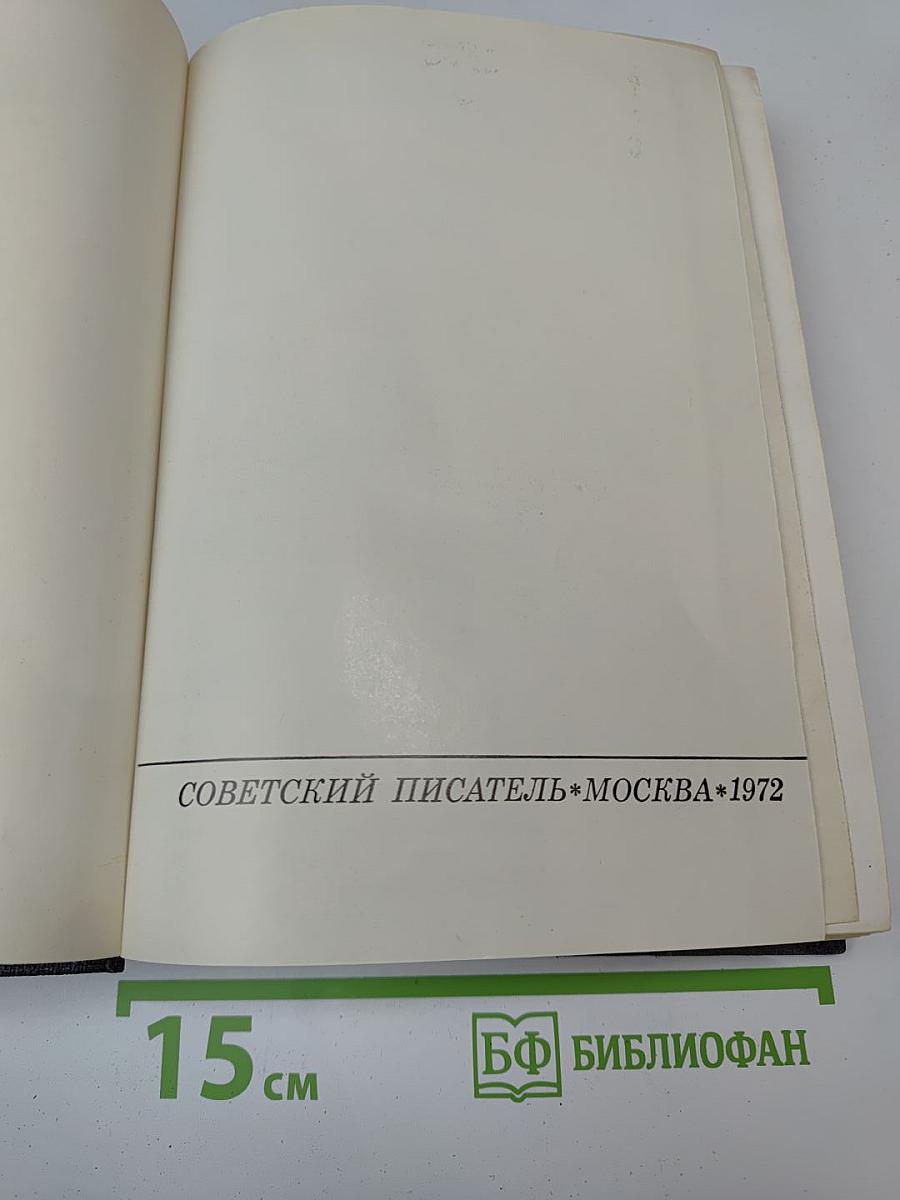 СОВЕТСКИЙ ПИСАТЕЛЬ*МОСКВА*1972
15 см
БФ БИБЛИОФАН